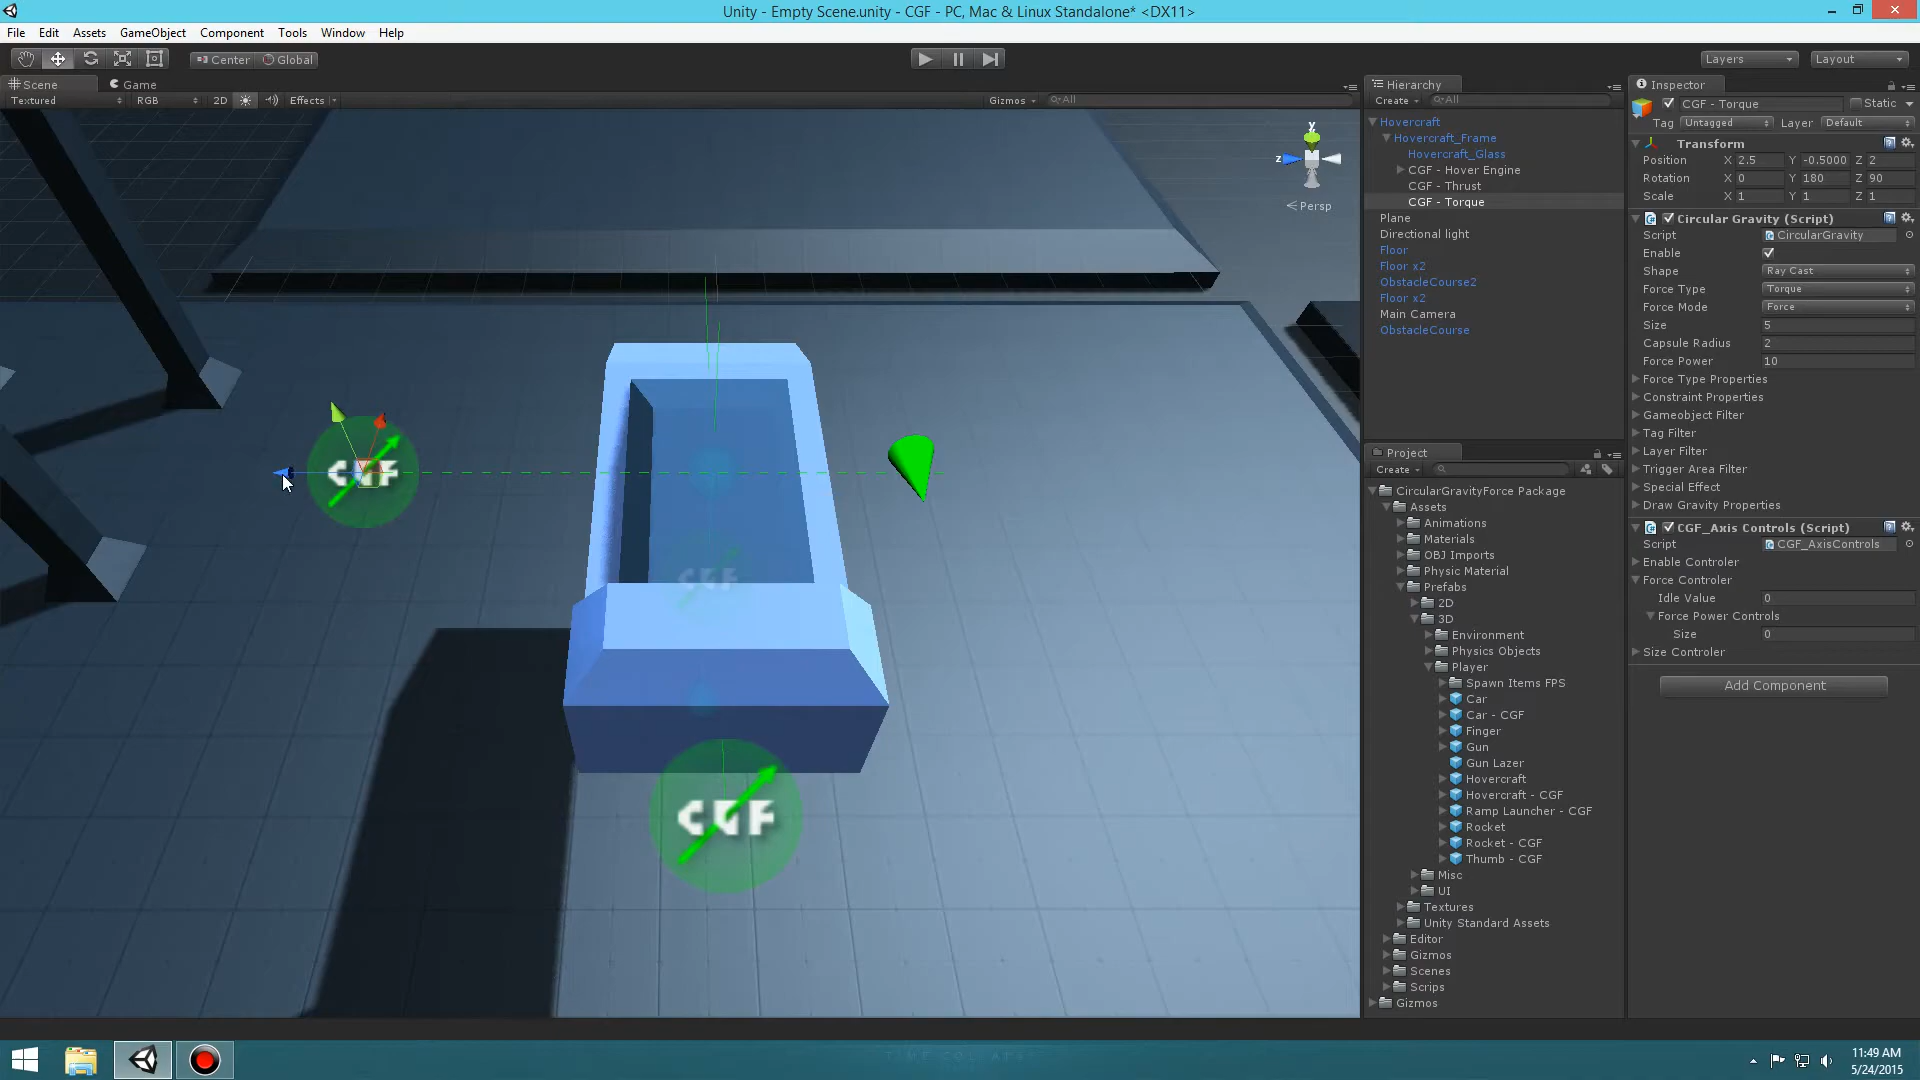 Unity - Empty Scene.unity - CGF - PC, Mac & Linux Standalone* <DX11>
File Edit Assets GameObject Component Tools Window Help
Center Global
Layers Layout
Scene Game
Textured RGB 2D Effects Gizmos All
y
z
Persp
CGF
CGF
CGF
Hierarchy
Create All
Hovercraft
Hovercraft_Frame
Hovercraft_Glass
CGF - Hover Engine
CGF - Thrust
CGF - Torque
Plane
Directional light
Floor
Floor x2
ObstacleCourse2
Floor x2
Main Camera
ObstacleCourse
Project
Create
CircularGravityForce Package
Assets
Animations
Materials
OBJ Imports
Physic Material
Prefabs
2D
3D
Environment
Physics Objects
Player
Spawn Items FPS
Car
Car - CGF
Finger
Gun
Gun Lazer
Hovercraft
Hovercraft - CGF
Ramp Launcher - CGF
Rocket
Rocket - CGF
Thumb - CGF
Misc
UI
Textures
Unity Standard Assets
Editor
Gizmos
Scenes
Scrips
Gizmos
Inspector
CGF - Torque Static
Tag Untagged Layer Default
Transform
Position X 2.5 Y -0.5000 Z 2
Rotation X 0 Y 180 Z 90
Scale X 1 Y 1 Z 1
Circular Gravity (Script)
Script CircularGravity
Enable
Shape Ray Cast
Force Type Torque
Force Mode Force
Size 5
Capsule Radius 2
Force Power 10
Force Type Properties
Constraint Properties
Gameobject Filter
Tag Filter
Layer Filter
Trigger Area Filter
Special Effect
Draw Gravity Properties
CGF_Axis Controls (Script)
Script CGF_AxisControls
Enable Controler
Force Controler
Idle Value 0
Force Power Controls
Size 0
Size Controler
Add Component
11:49 AM
5/24/2015